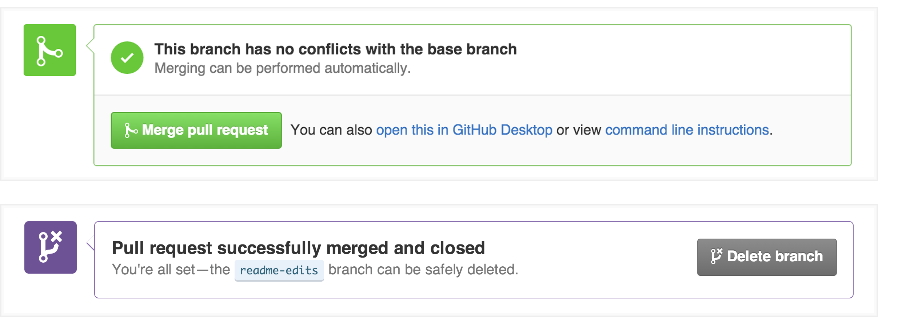 This branch has no conflicts with the base branch
Merging can be performed automatically.
Merge pull request You can also open this in GitHub Desktop or view command line instructions.
Pull request successfully merged and closed
You're all set—the readme-edits branch can be safely deleted.
Delete branch